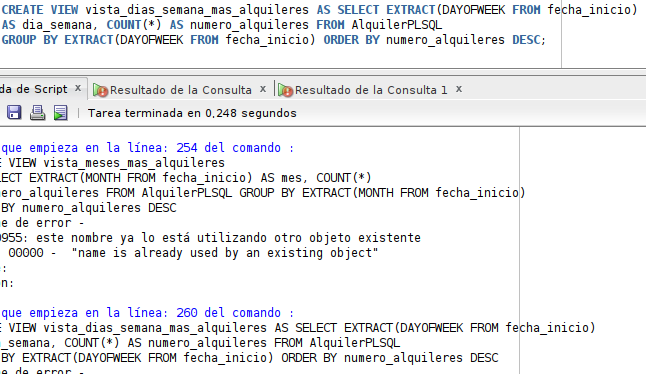 CREATE VIEW vista_dias_semana_mas_alquileres AS SELECT EXTRACT(DAYOFWEEK FROM fecha_inicio)
AS dia_semana, COUNT(*) AS numero_alquileres FROM AlquilerPLSQL
GROUP BY EXTRACT(DAYOFWEEK FROM fecha_inicio) ORDER BY numero_alquileres DESC;
da de Script x Resultado de la Consulta x Resultado de la Consulta 1 x
Tarea terminada en 0,248 segundos
que empieza en la línea: 254 del comando :
E VIEW vista_meses_mas_alquileres
LECT EXTRACT(MONTH FROM fecha_inicio) AS mes, COUNT(*)
mero_alquileres FROM AlquilerPLSQL GROUP BY EXTRACT(MONTH FROM fecha_inicio)
BY numero_alquileres DESC
me de error -
0955: este nombre ya lo está utilizando otro objeto existente
00000 - "name is already used by an existing object"
:
n:
que empieza en la línea: 260 del comando :
E VIEW vista_dias_semana_mas_alquileres AS SELECT EXTRACT(DAYOFWEEK FROM fecha_inicio)
a_semana, COUNT(*) AS numero_alquileres FROM AlquilerPLSQL
BY EXTRACT(DAYOFWEEK FROM fecha_inicio) ORDER BY numero_alquileres DESC
me de error -